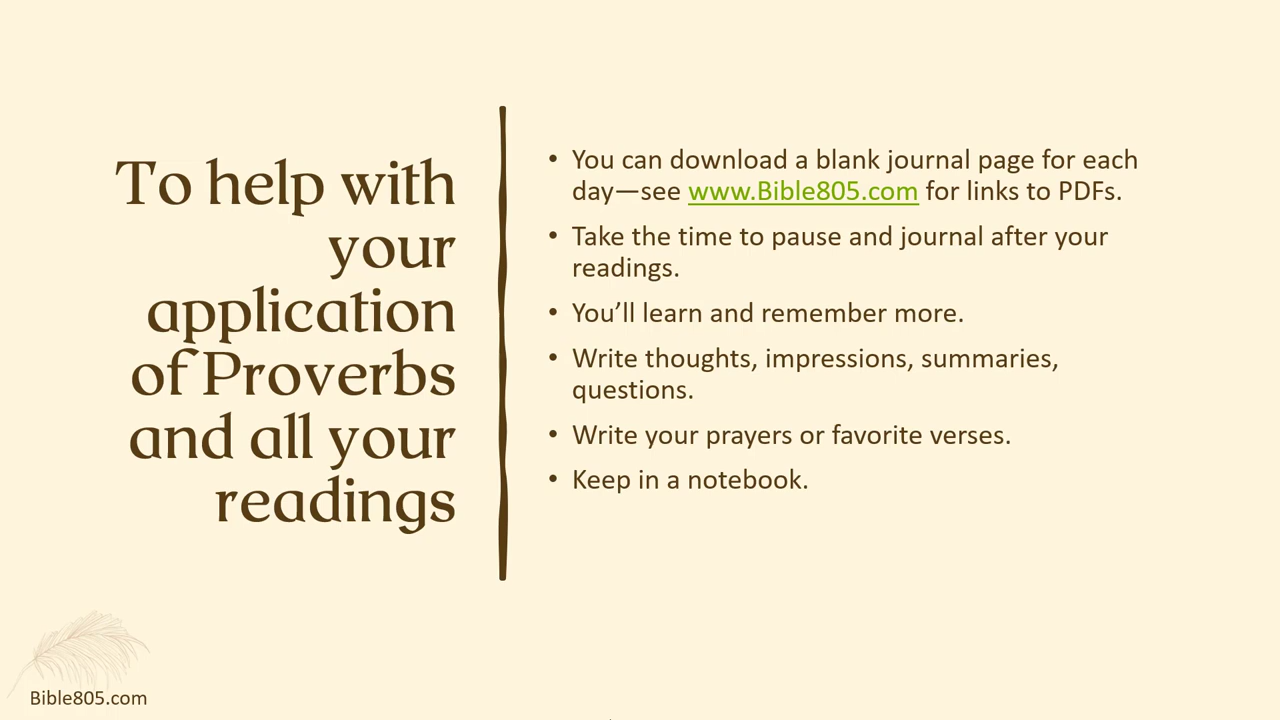 To help with
your
application
of Proverbs
and all your
readings
• You can download a blank journal page for each
day—see www.Bible805.com for links to PDFs.
• Take the time to pause and journal after your
readings.
• You’ll learn and remember more.
• Write thoughts, impressions, summaries,
questions.
• Write your prayers or favorite verses.
• Keep in a notebook.
Bible805.com